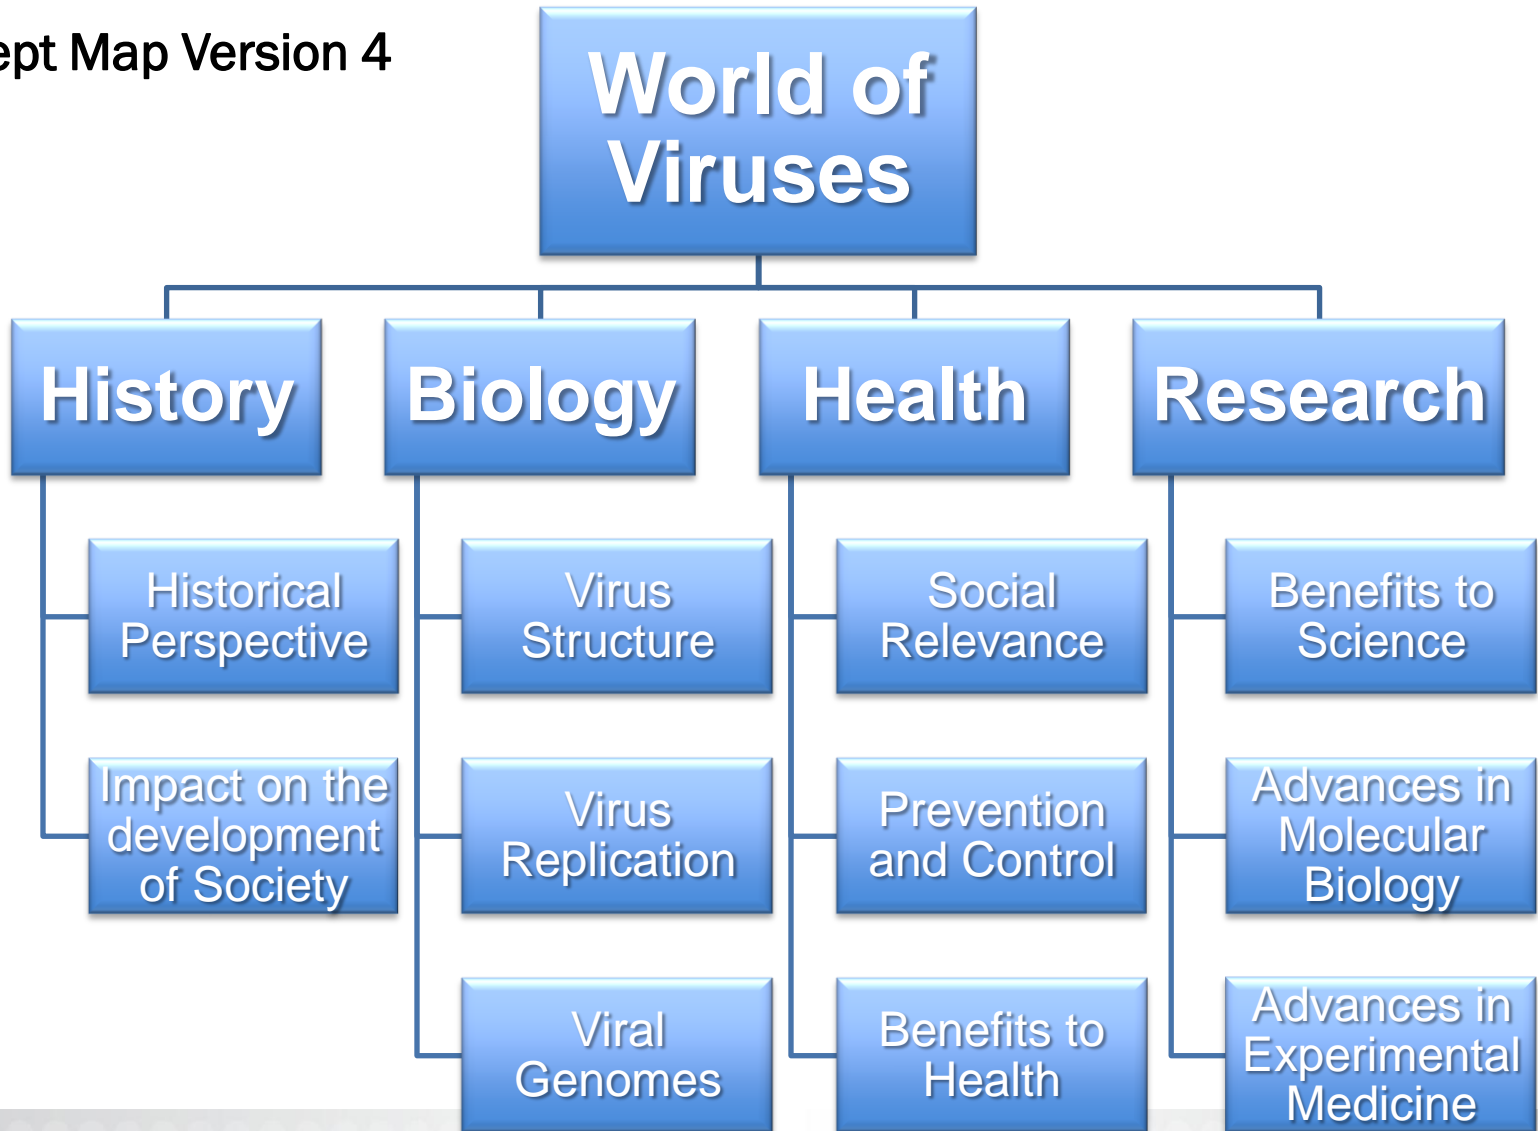 ept Map Version 4
World of
Viruses
History
Biology
Health
Research
Historical
Perspective
Virus
Structure
Social
Relevance
Benefits to
Science
Impact on the
development
of Society
Virus
Replication
Prevention
and Control
Advances in
Molecular
Biology
Viral
Genomes
Benefits to
Health
Advances in
Experimental
Medicine